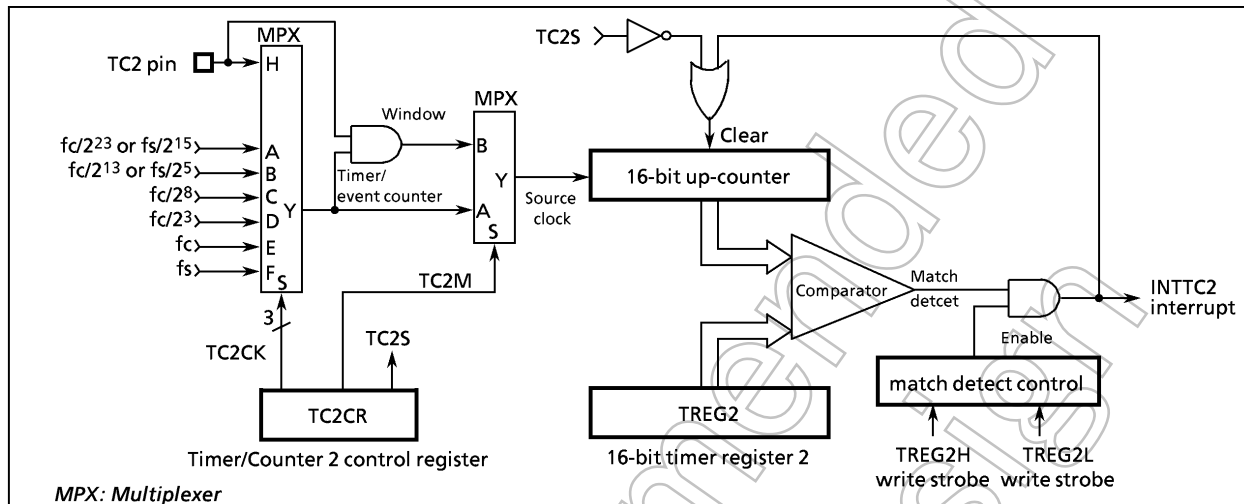 MPX
TC2 pin
H
fc/2²³ or fs/2¹⁵
A
fc/2¹³ or fs/2⁵
B
fc/2⁸
C
fc/2³
D
fc
E
fs
F
Y
S
3
TC2CK
Window
Timer/
event counter
MPX
B
Y
A
S
TC2M
TC2S
TC2CR
Timer/Counter 2 control register
Source
clock
TC2S
Clear
16-bit up-counter
Comparator
Match
detcet
INTTC2
interrupt
Enable
match detect control
TREG2H
write strobe
TREG2L
write strobe
TREG2
16-bit timer register 2
MPX: Multiplexer
mended
sign